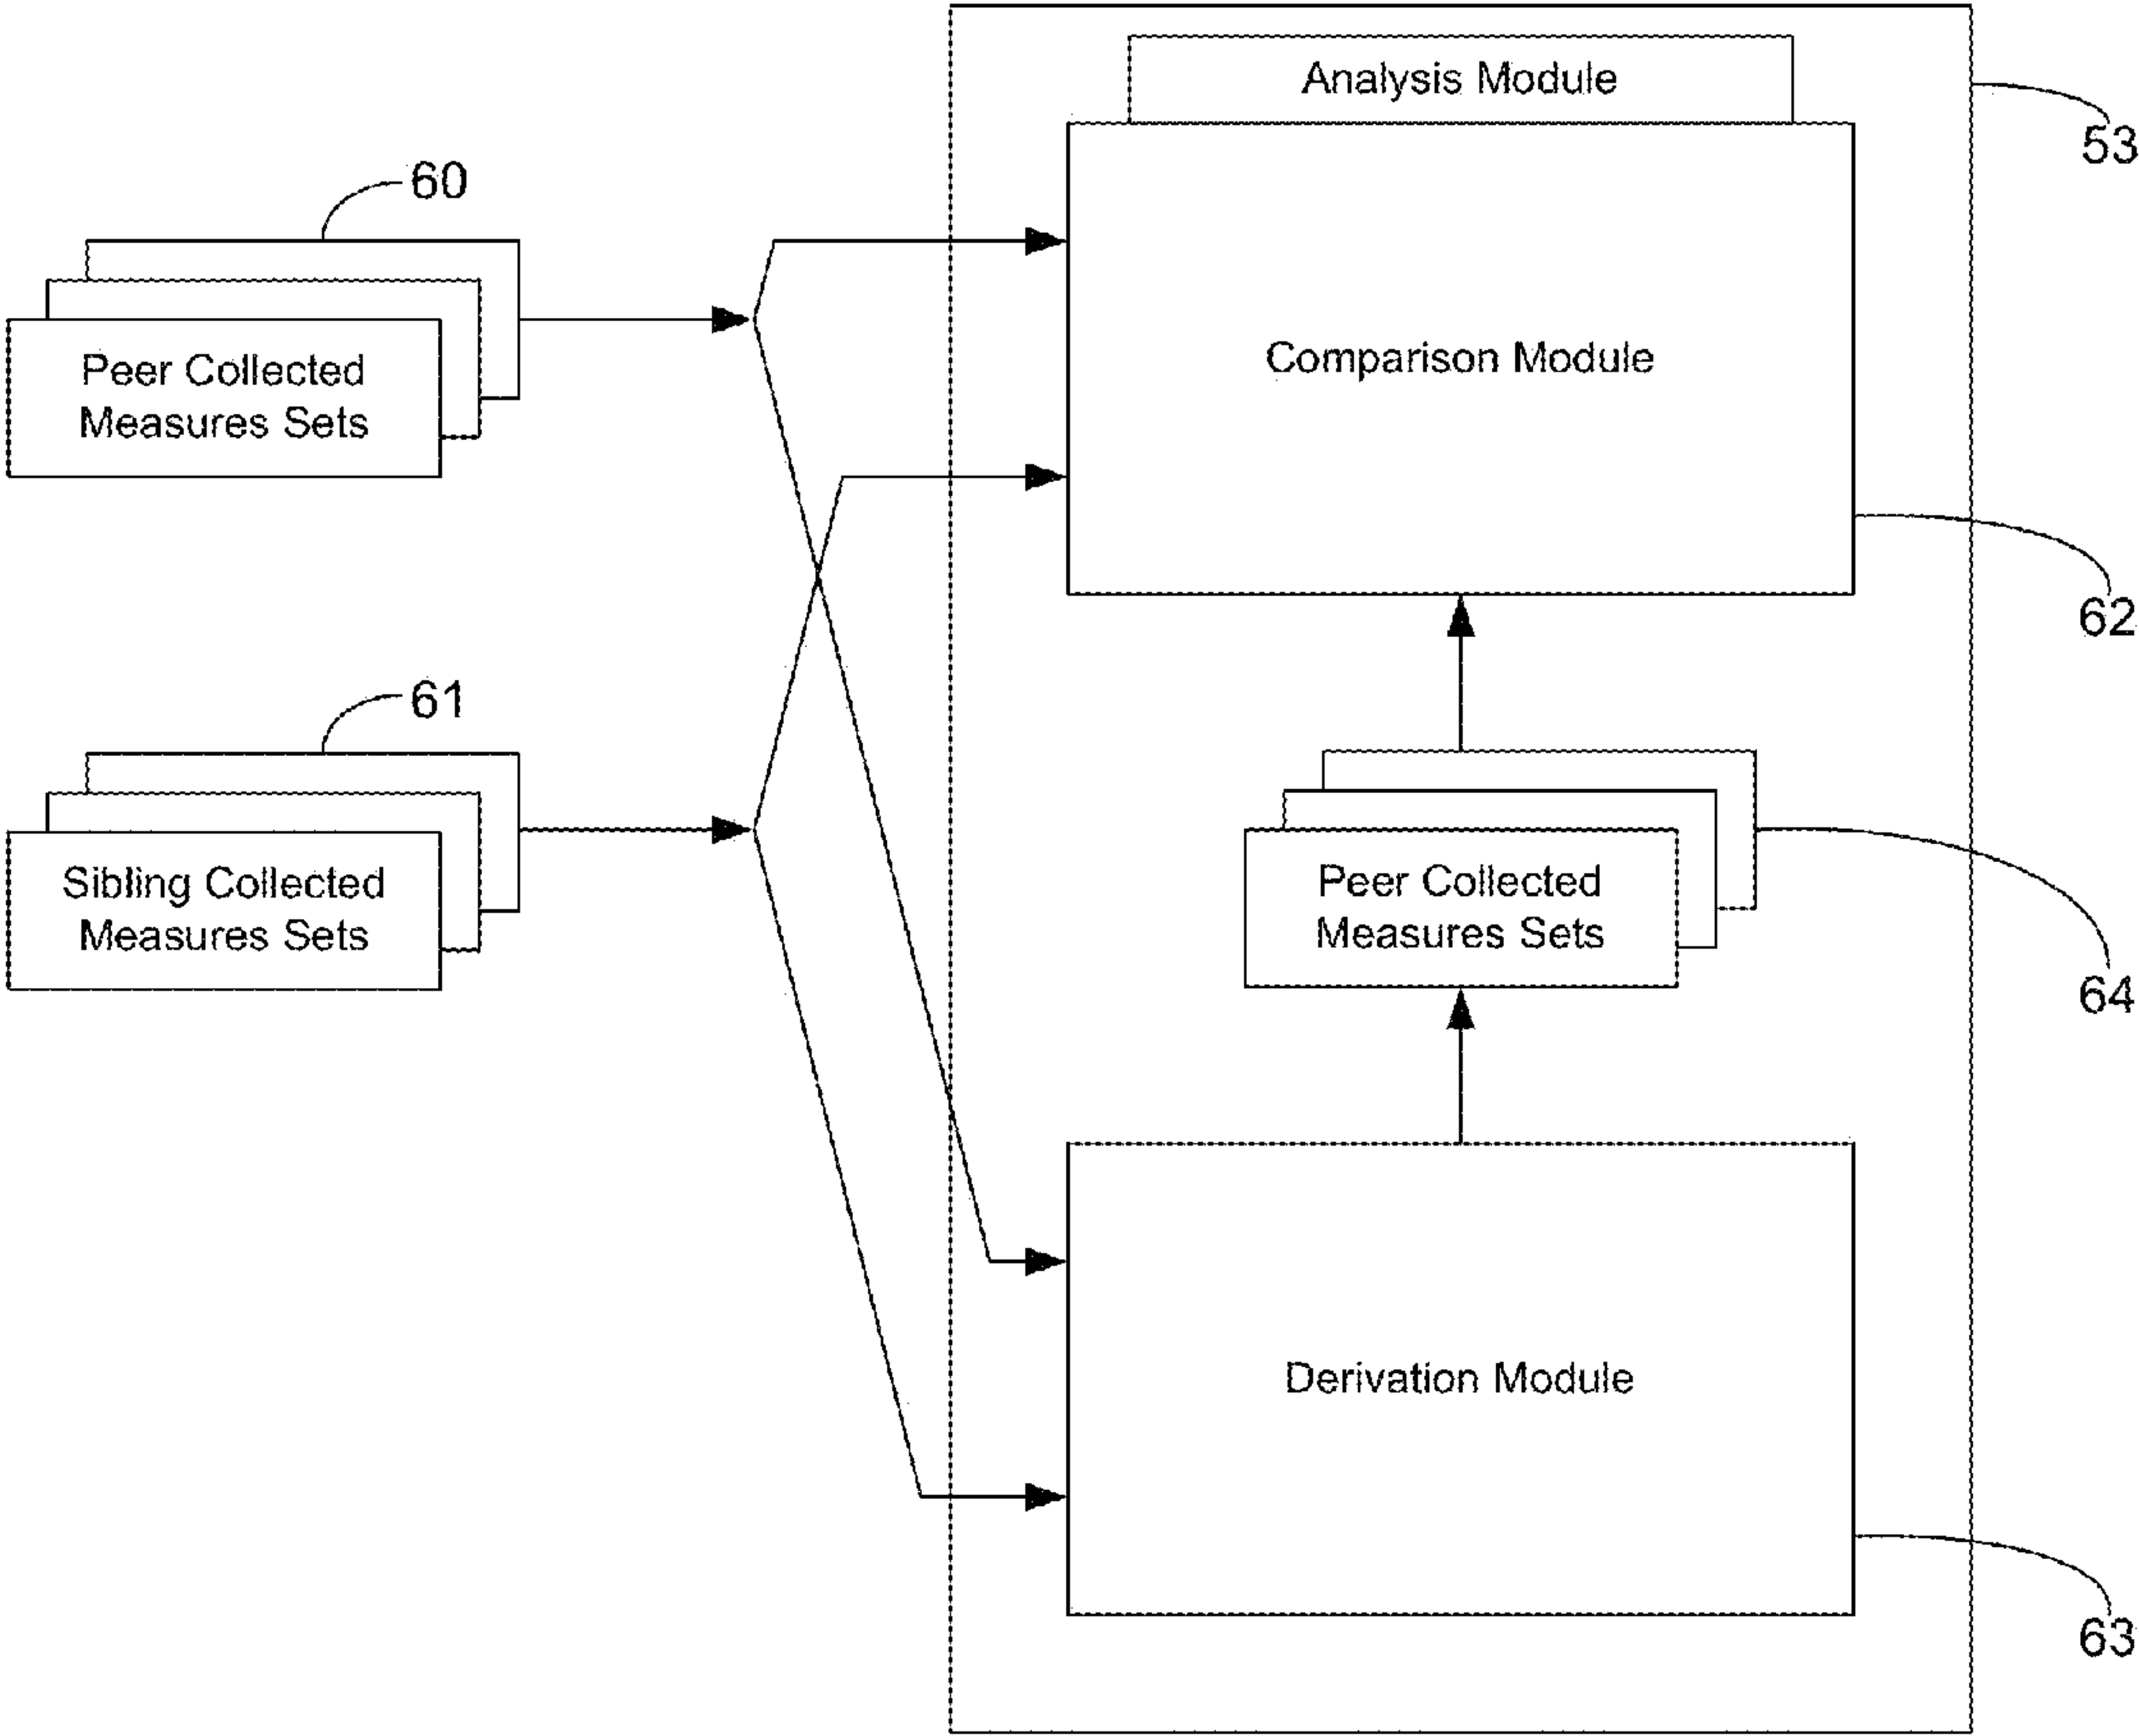 Analysis Module
53
60
Comparison Module
Peer Collected
Measures Sets
62
61
Sibling Collected
Measures Sets
Peer Collected
Measures Sets
64
Derivation Module
63